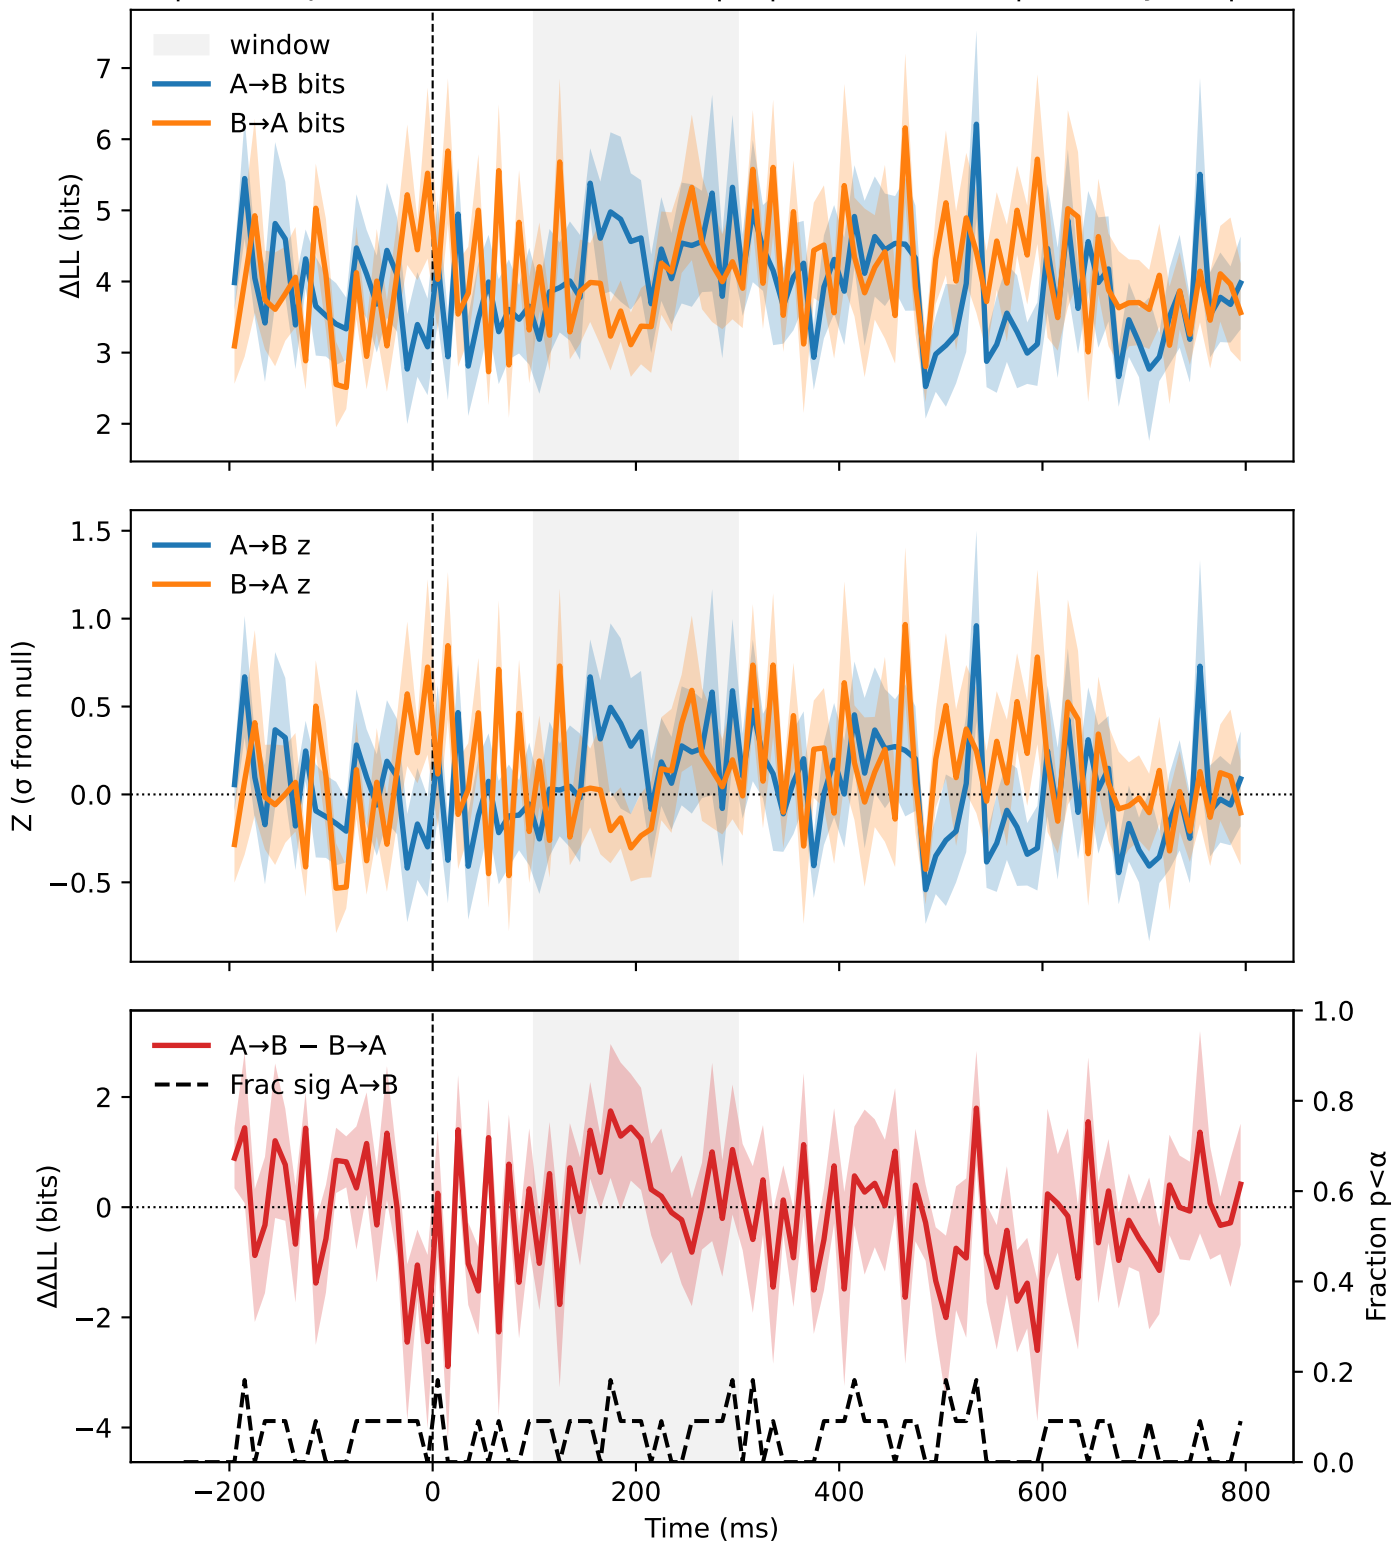 window
A→B bits
B→A bits
7
6
5
4
3
2
ΔLL (bits)
A→B z
B→A z
1.5
1.0
0.5
0.0
−0.5
Z (σ from null)
A→B − B→A
Frac sig A→B
2
0
−2
−4
ΔΔLL (bits)
1.0
0.8
0.6
0.4
0.2
0.0
Fraction p<α
−200 0 200 400 600 800
Time (ms)